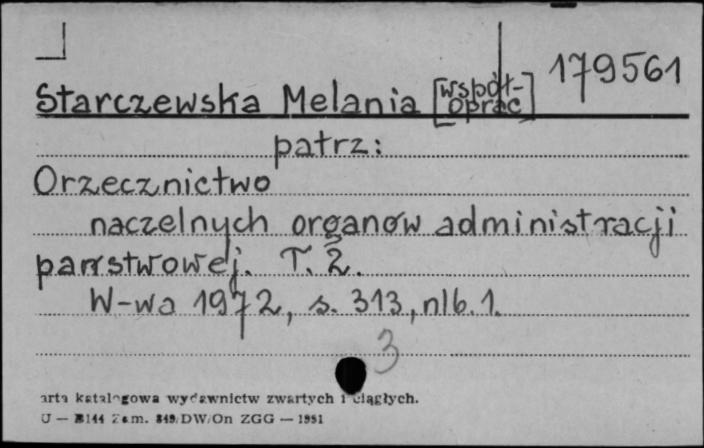 179561
Starczewska Melania [współ-
oprac]
patrz:
Orzecznictwo
naczelnych organów administracji
państwowej. T. 2.
W-wa 1972, s. 313, nlb. 1.
3
arta katalogowa wydawnictw zwartych i ciągłych.
U — B144 Zam. 849/DW/On ZGG — 1951